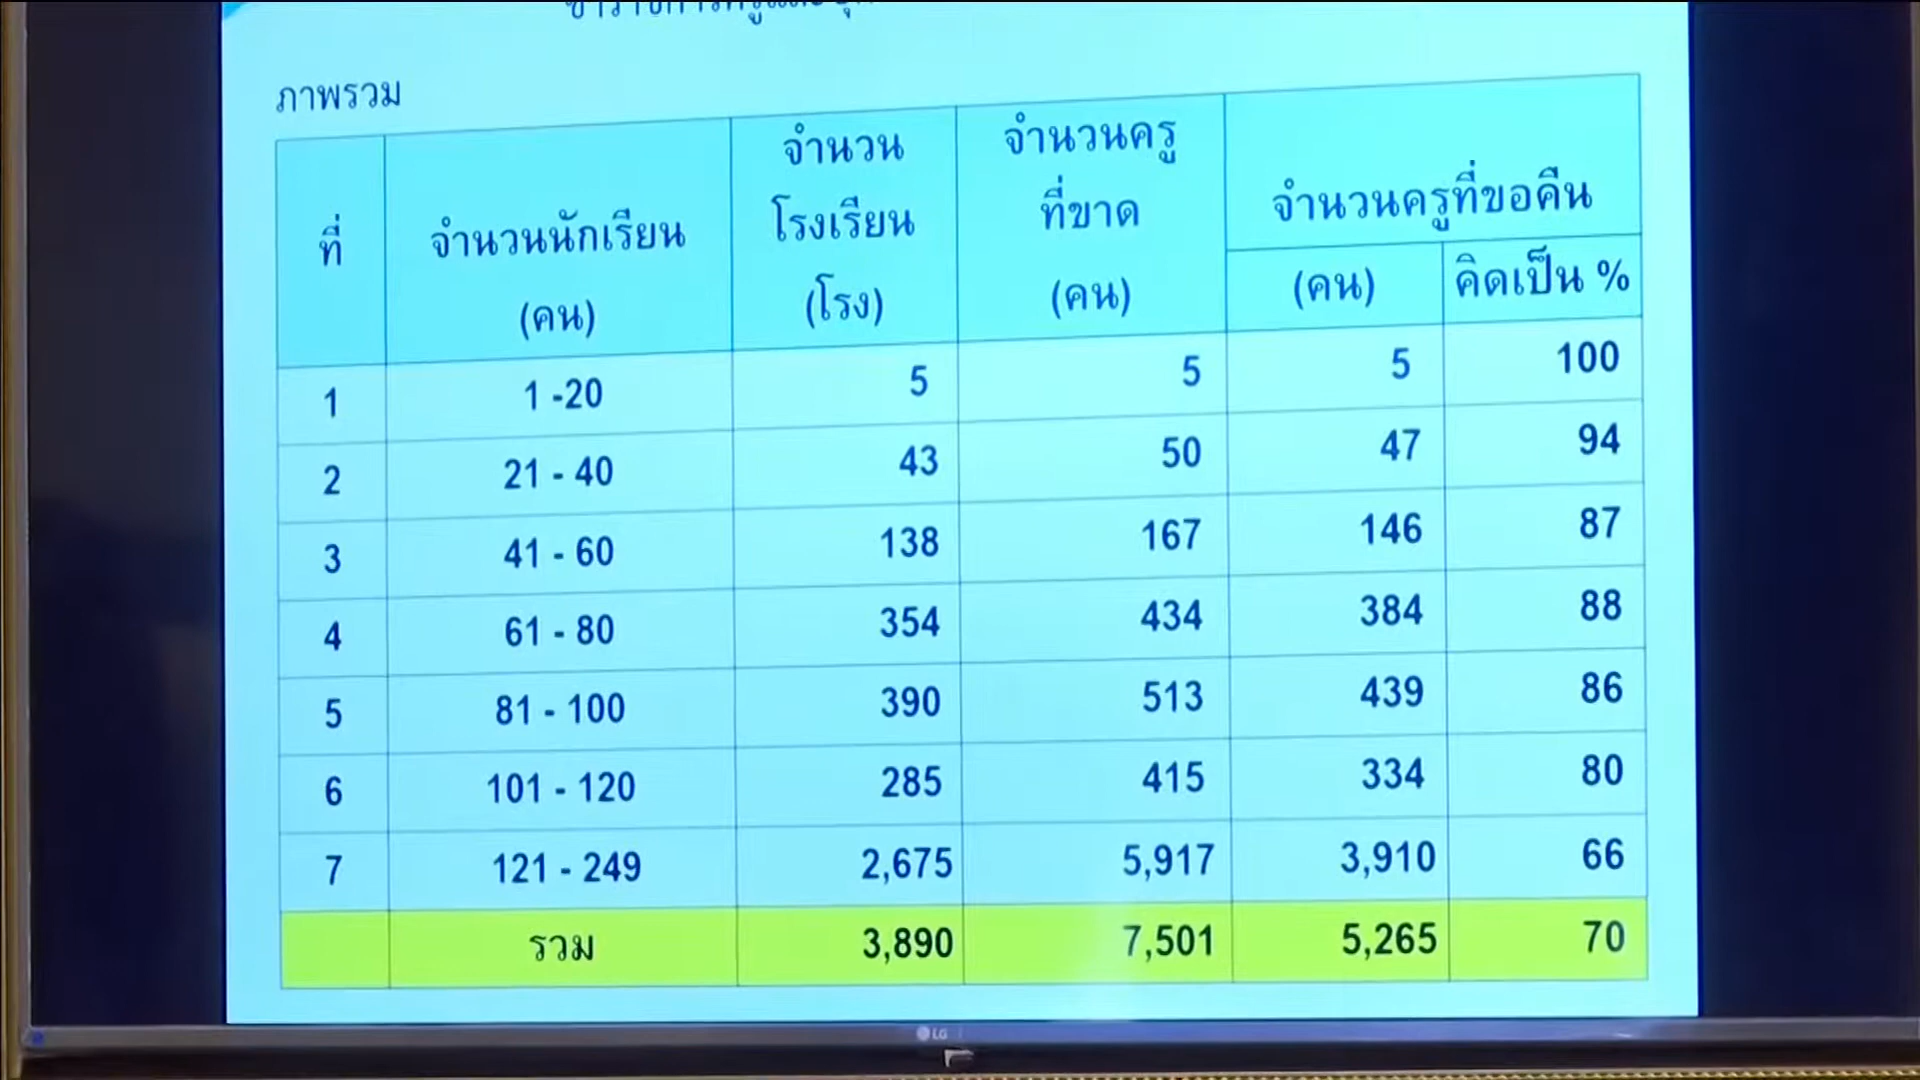 ภาพรวม
ที่ จำนวนนักเรียน (คน) จำนวน โรงเรียน (โรง) จำนวนครู ที่ขาด (คน) จำนวนครูที่ขอคืน
(คน) คิดเป็น %
1 1 -20 5 5 5 100
2 21 - 40 43 50 47 94
3 41 - 60 138 167 146 87
4 61 - 80 354 434 384 88
5 81 - 100 390 513 439 86
6 101 - 120 285 415 334 80
7 121 - 249 2,675 5,917 3,910 66
รวม 3,890 7,501 5,265 70
LG